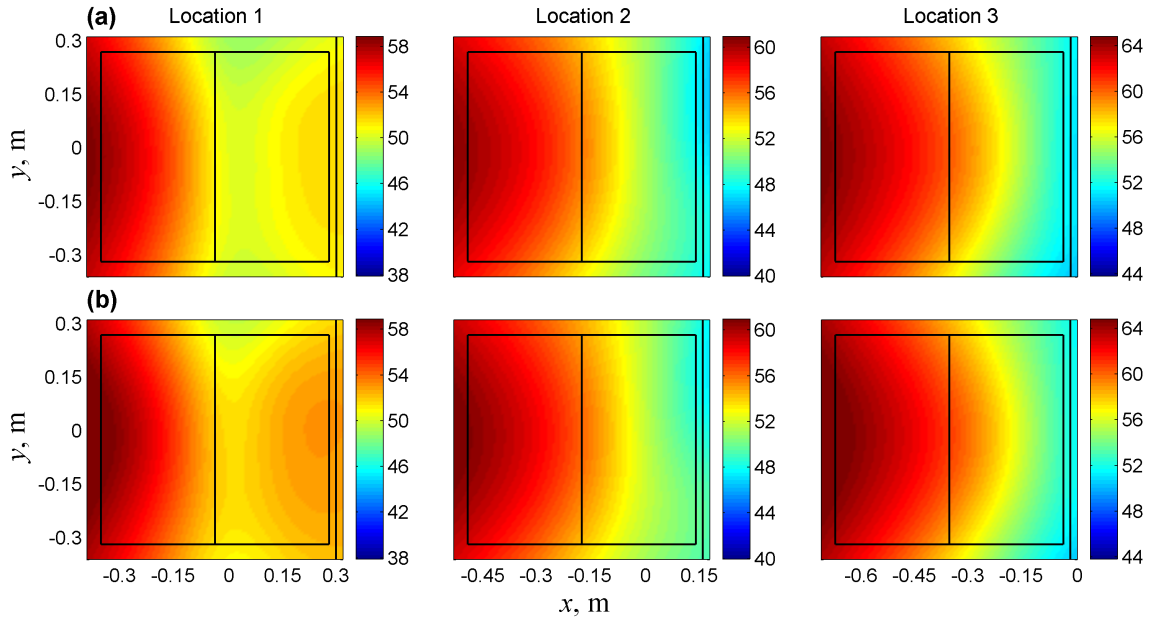 (a) Location 1 Location 2 Location 3
0.3 0.15 0 -0.15 -0.3
y, m
58 54 50 46 42 38
60 56 52 48 44 40
64 60 56 52 48 44
(b)
0.3 0.15 0 -0.15 -0.3
y, m
58 54 50 46 42 38
60 56 52 48 44 40
64 60 56 52 48 44
-0.3 -0.15 0 0.15 0.3
-0.45 -0.3 -0.15 0 0.15
-0.6 -0.45 -0.3 -0.15 0
x, m